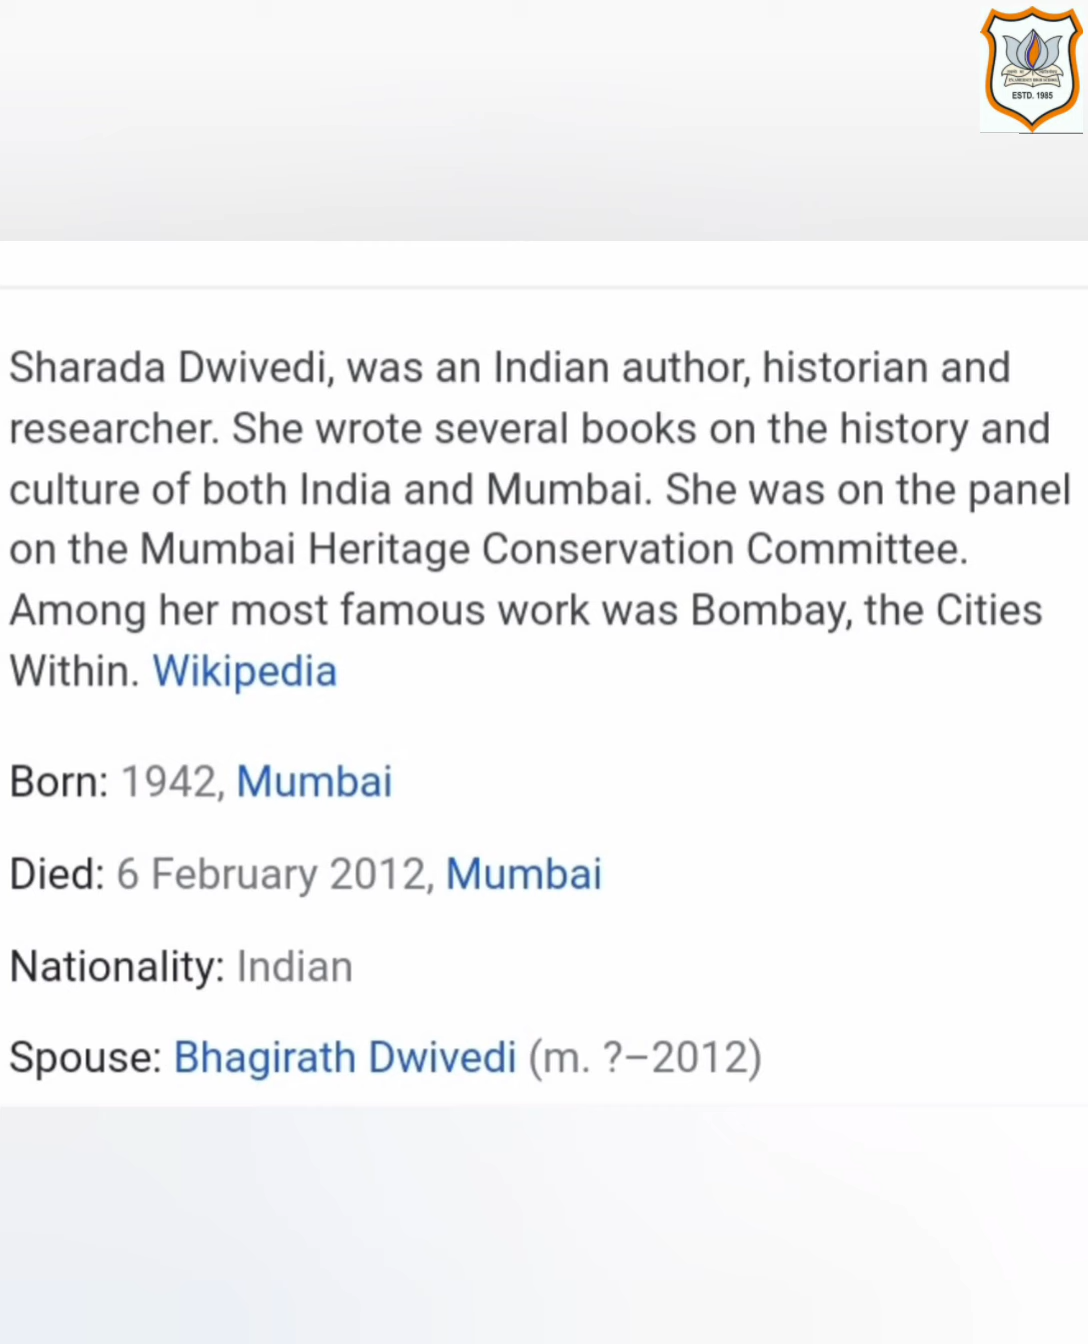 ESTD. 1985
Sharada Dwivedi, was an Indian author, historian and
researcher. She wrote several books on the history and
culture of both India and Mumbai. She was on the panel
on the Mumbai Heritage Conservation Committee.
Among her most famous work was Bombay, the Cities
Within. Wikipedia
Born: 1942, Mumbai
Died: 6 February 2012, Mumbai
Nationality: Indian
Spouse: Bhagirath Dwivedi (m. ?–2012)